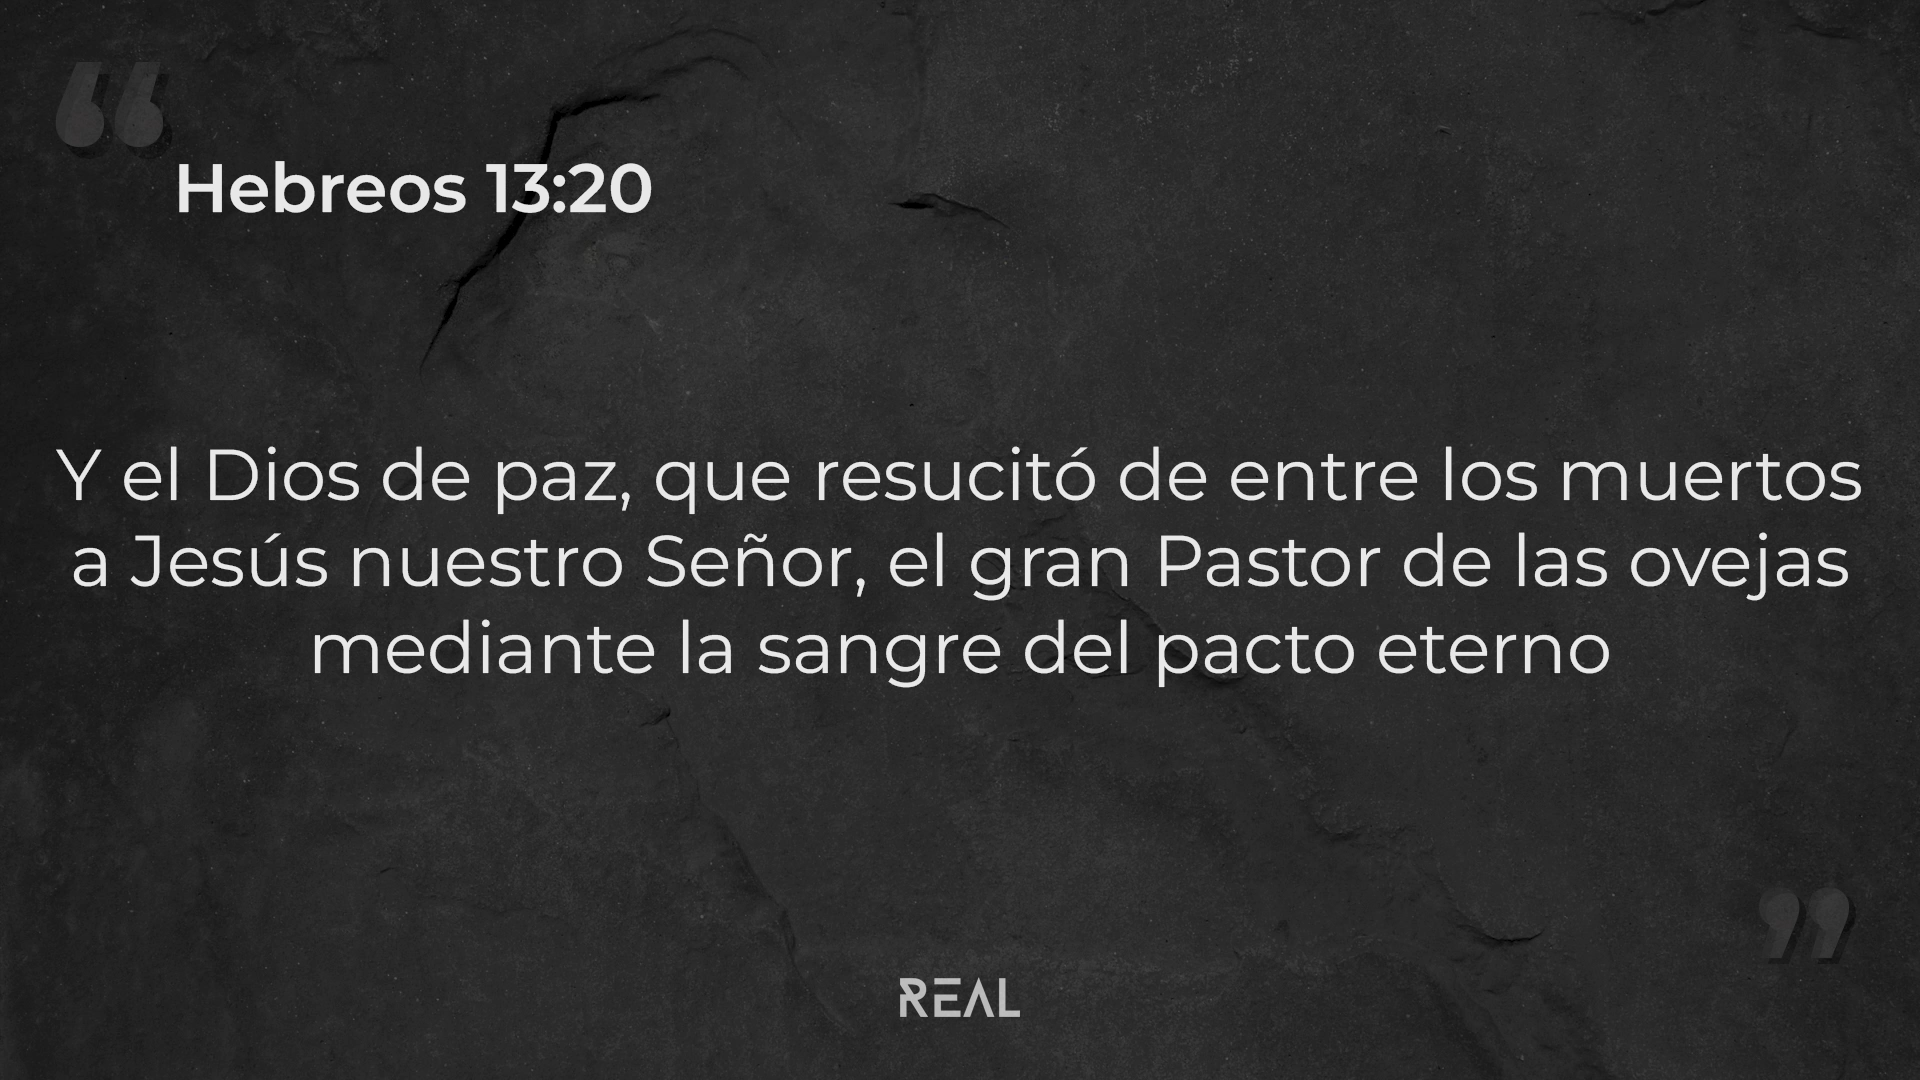 “
Hebreos 13:20
Y el Dios de paz, que resucitó de entre los muertos
a Jesús nuestro Señor, el gran Pastor de las ovejas
mediante la sangre del pacto eterno
”
REAL